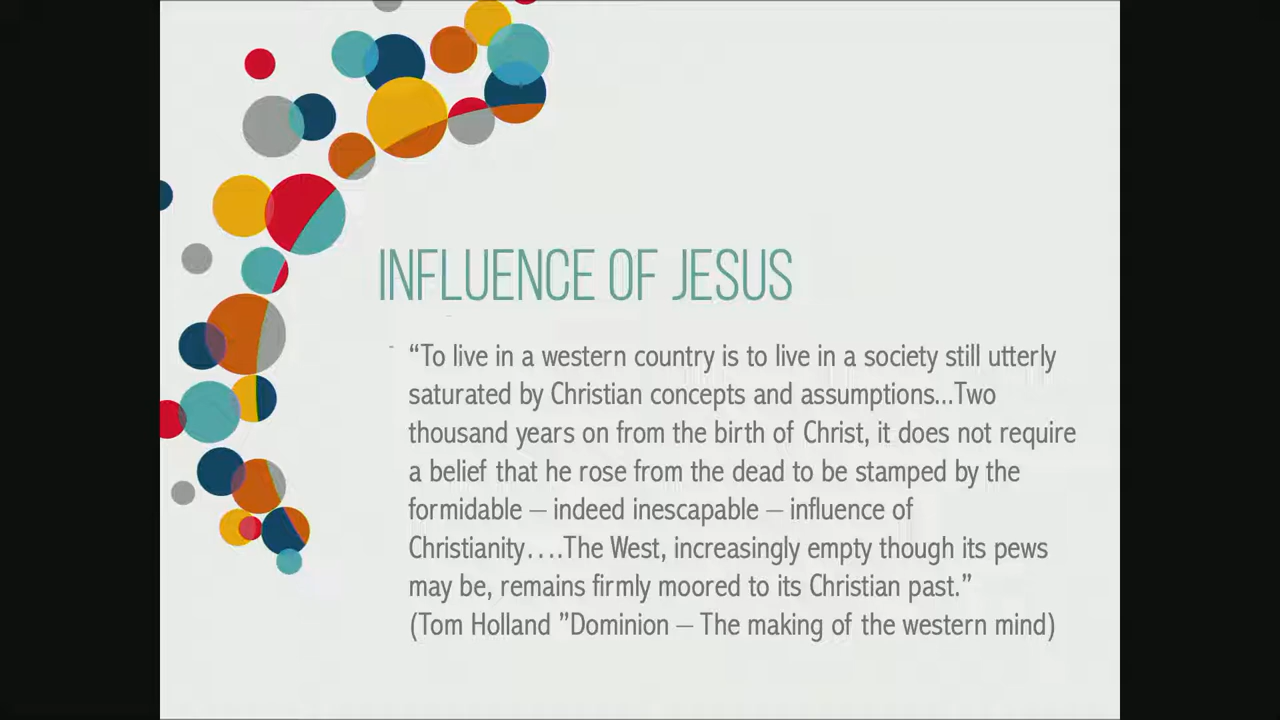 INFLUENCE OF JESUS
“To live in a western country is to live in a society still utterly
saturated by Christian concepts and assumptions...Two
thousand years on from the birth of Christ, it does not require
a belief that he rose from the dead to be stamped by the
formidable – indeed inescapable – influence of
Christianity....The West, increasingly empty though its pews
may be, remains firmly moored to its Christian past.”
(Tom Holland ”Dominion – The making of the western mind)